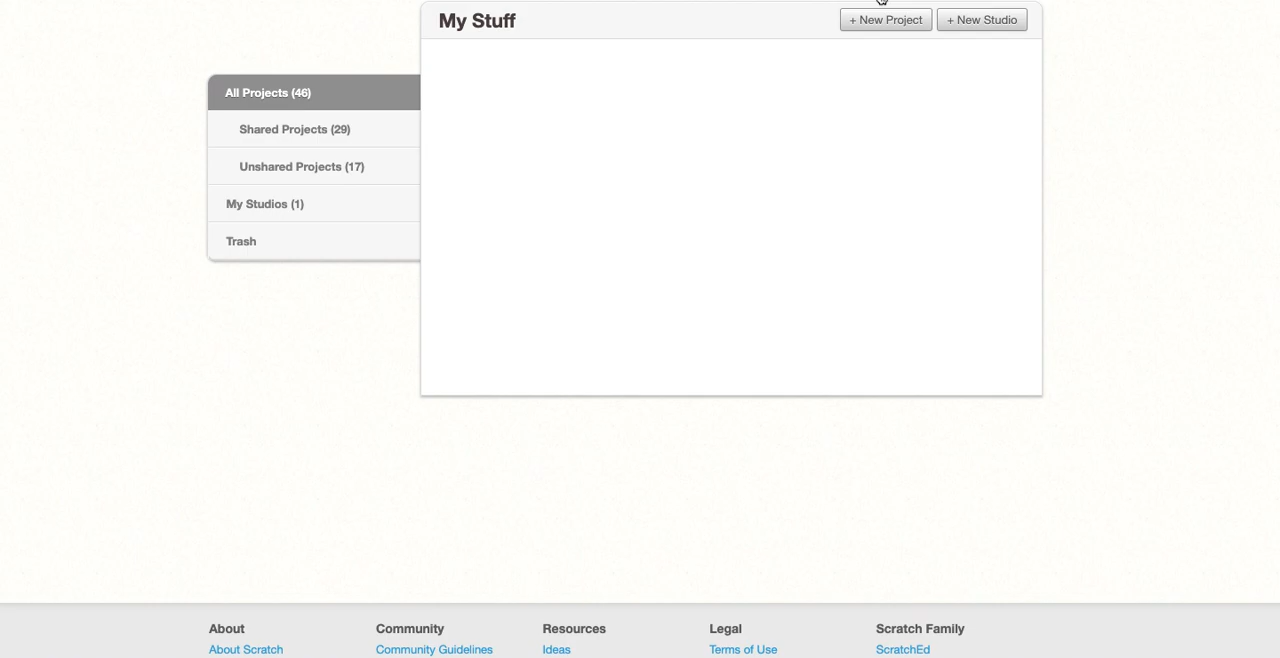 My Stuff
+ New Project
+ New Studio
All Projects (46)
Shared Projects (29)
Unshared Projects (17)
My Studios (1)
Trash
About
Community
Resources
Legal
Scratch Family
About Scratch
Community Guidelines
Ideas
Terms of Use
ScratchEd